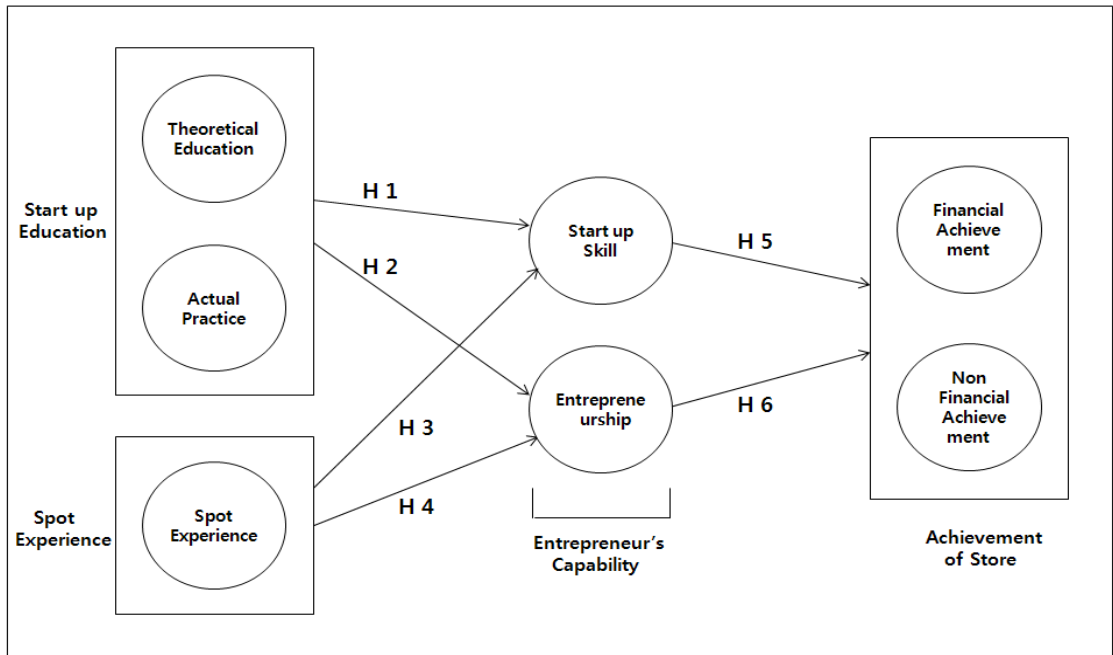 Theoretical
Education
Start up
Education
Actual
Practice
H 1
H 2
Start up
Skill
H 5
Financial
Achieve
ment
Spot
Experience
Spot
Experience
H 3
H 4
Entreprene
urship
H 6
Non
Financial
Achieve
ment
Entrepreneur's
Capability
Achievement
of Store